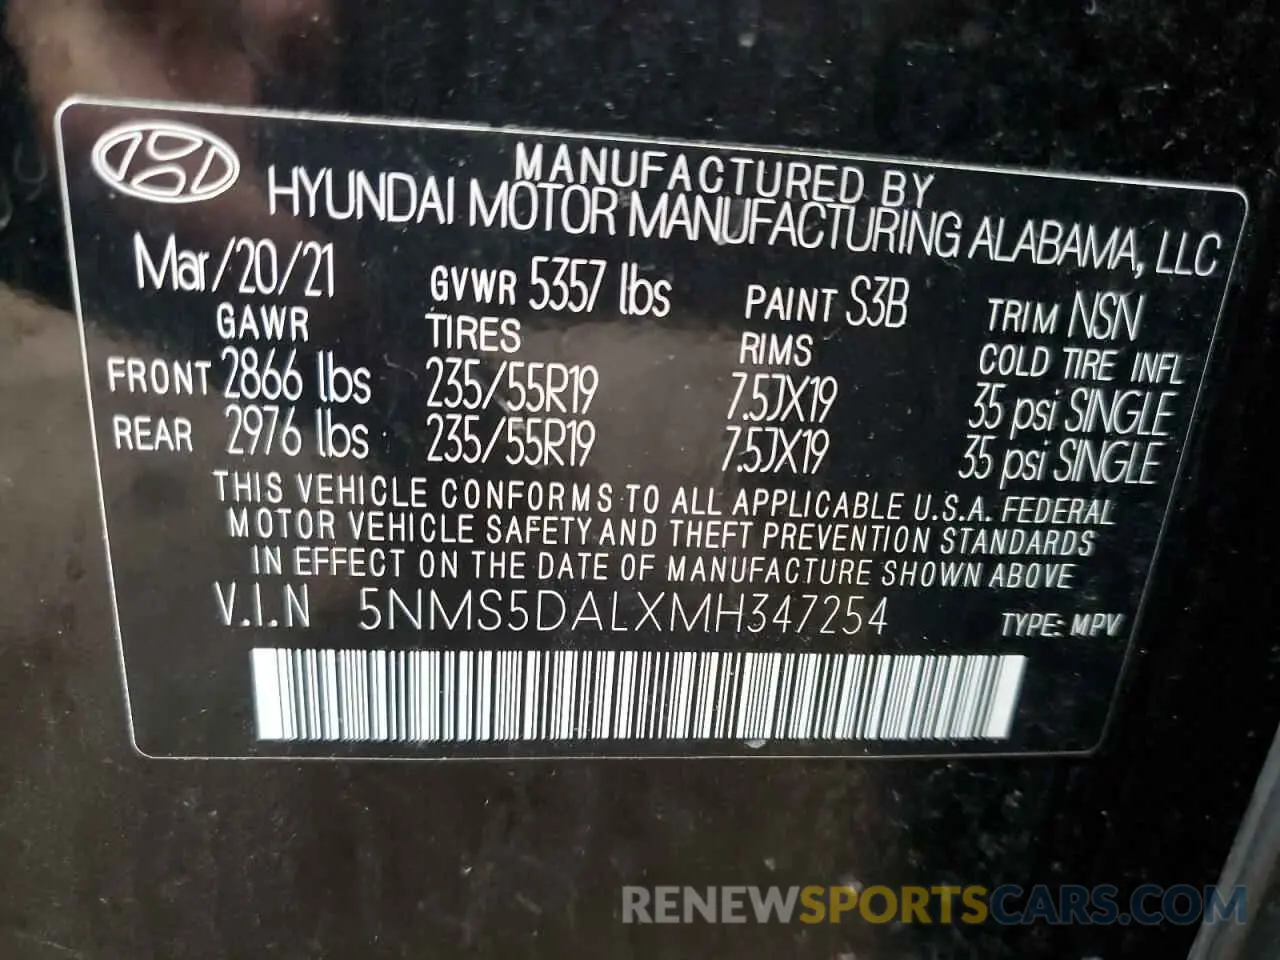 MANUFACTURED BY
HYUNDAI MOTOR MANUFACTURING ALABAMA, LLC
Mar/20/21 GVWR 5357 lbs PAINT S3B TRIM NSN
GAWR TIRES RIMS COLD TIRE INFL
FRONT 2866 lbs 235/55R19 7.5JX19 35 psi SINGLE
REAR 2976 lbs 235/55R19 7.5JX19 35 psi SINGLE
THIS VEHICLE CONFORMS TO ALL APPLICABLE U.S.A. FEDERAL
MOTOR VEHICLE SAFETY AND THEFT PREVENTION STANDARDS
IN EFFECT ON THE DATE OF MANUFACTURE SHOWN ABOVE
V.I.N 5NMS5DALXMH347254 TYPE: MPV
RENEWSPORTSCARS.COM